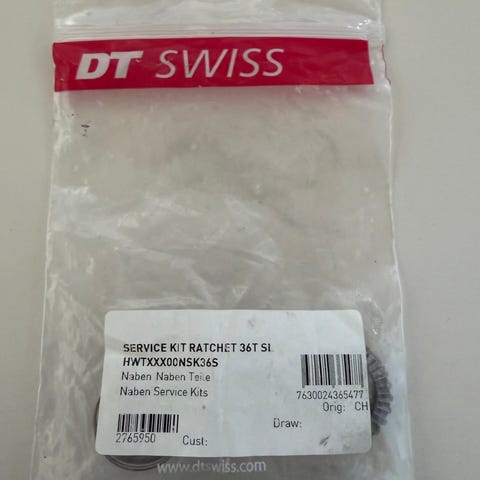 DT SWISS
SERVICE KIT RATCHET 36T SL
HWTXXX00NSK36S
Naben Naben Teile
Naben Service Kits
7630024365477
Orig: CH
Draw:
2765950
Cust:
www.dtswiss.com